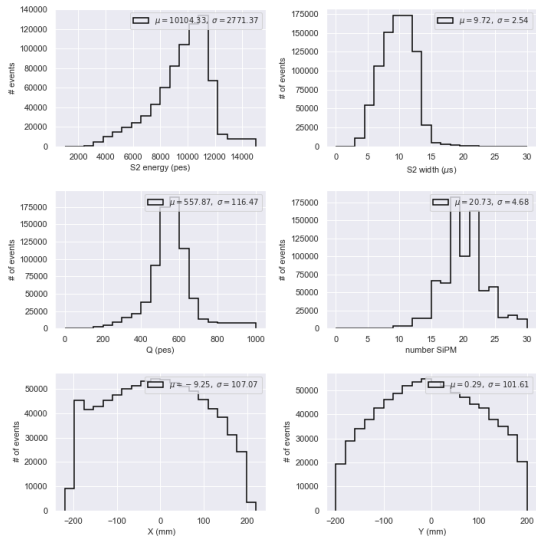 140000
120000
100000
80000
60000
40000
20000
0
# events
μ = 10104.33, σ = 2771.37
2000 4000 6000 8000 10000 12000 14000
S2 energy (pes)
175000
150000
125000
100000
75000
50000
25000
0
# of events
μ = 9.72, σ = 2.54
0 5 10 15 20 25 30
S2 width (μs)
175000
150000
125000
100000
75000
50000
25000
0
# of events
μ = 557.87, σ = 116.47
0 200 400 600 800 1000
Q (pes)
175000
150000
125000
100000
75000
50000
25000
0
# of events
μ = 20.73, σ = 4.68
0 5 10 15 20 25 30
number SiPM
50000
40000
30000
20000
10000
0
# of events
μ = −9.25, σ = 107.07
−200 −100 0 100 200
X (mm)
50000
40000
30000
20000
10000
0
# of events
μ = 0.29, σ = 101.61
−200 −100 0 100 200
Y (mm)